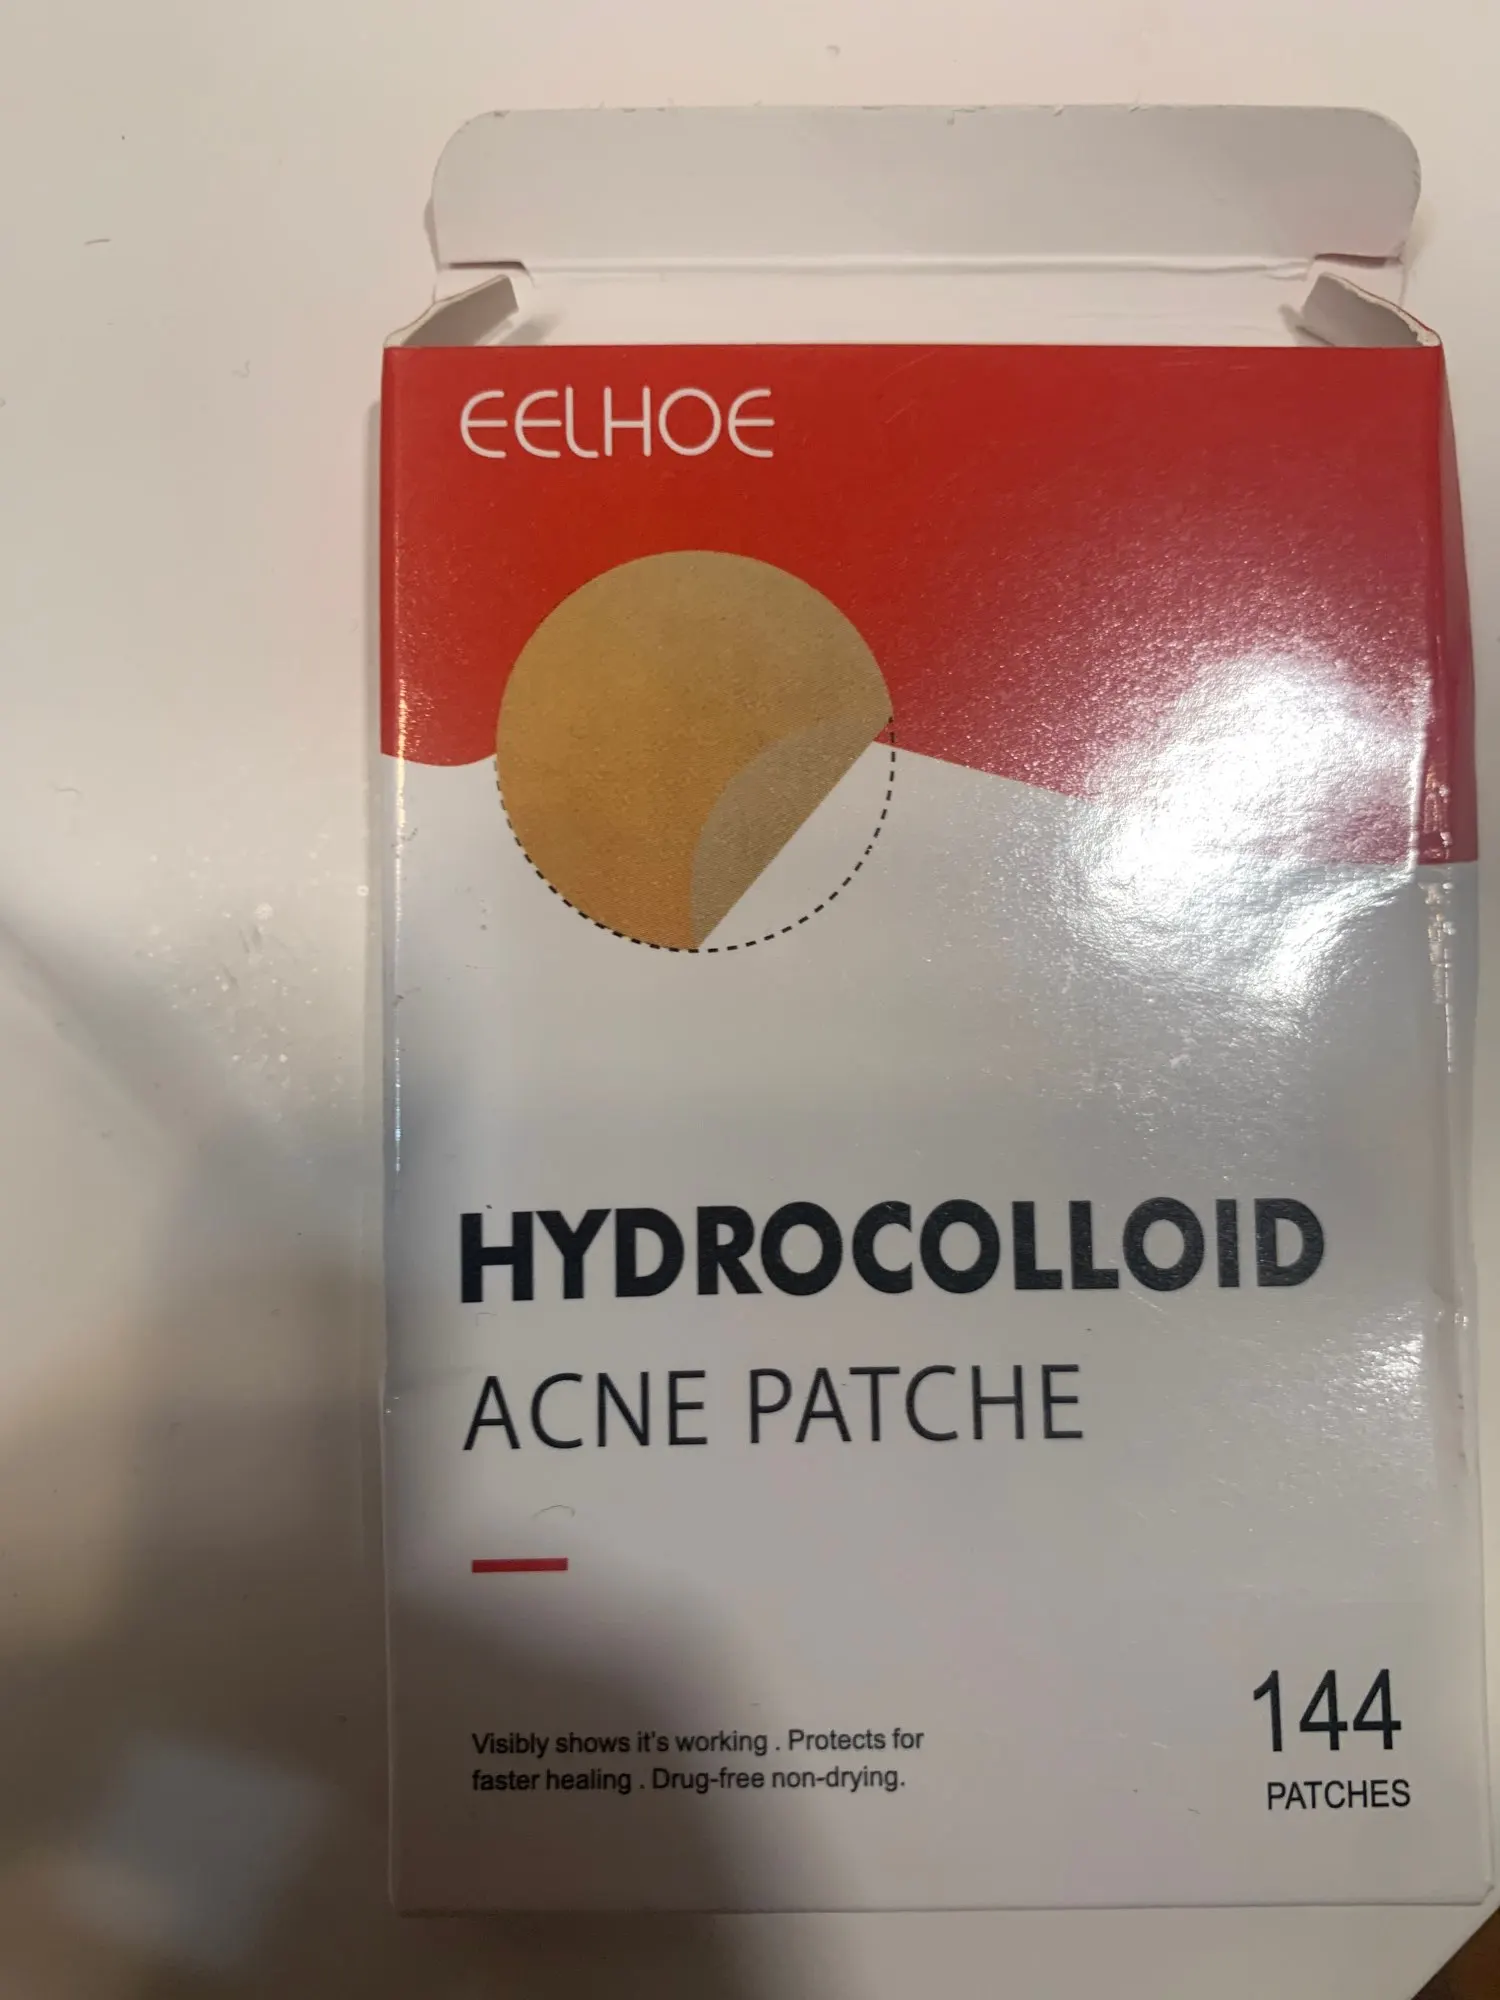 EELHOE
HYDROCOLLOID
ACNE PATCHE
Visibly shows it's working . Protects for
faster healing . Drug-free non-drying.
144
PATCHES